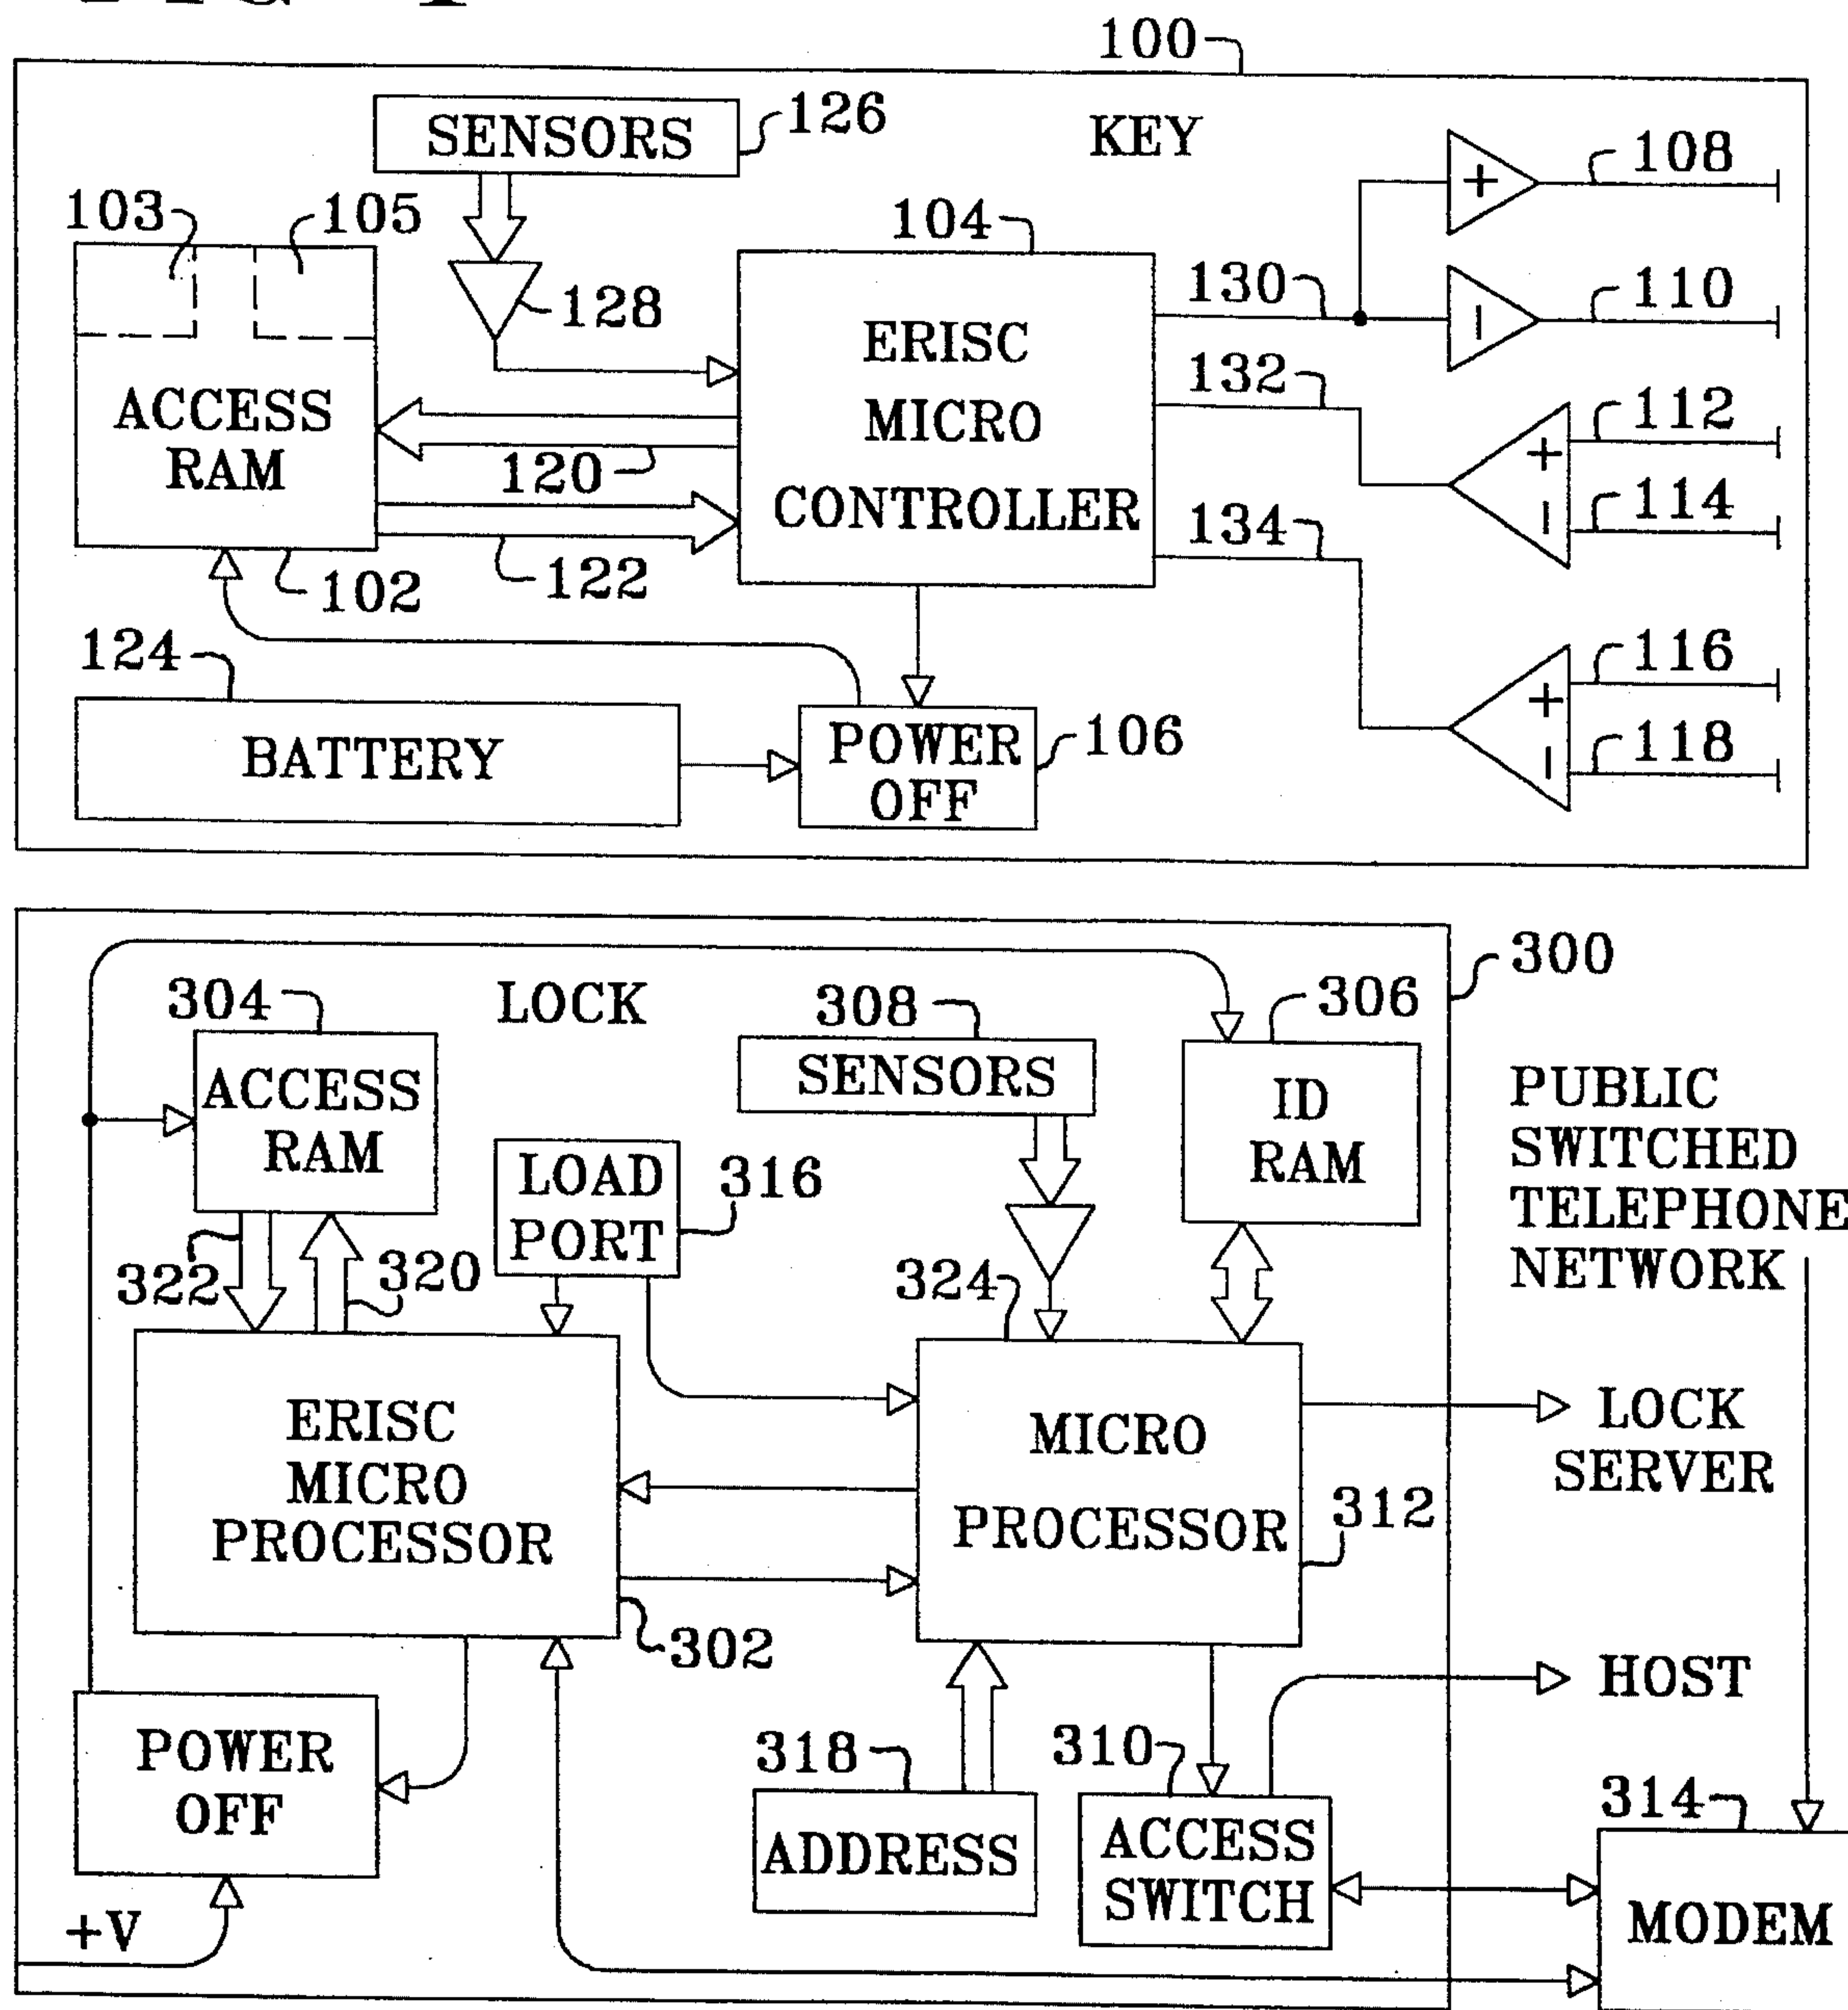 100
SENSORS
126
KEY
108
103
105
104
128
130
110
ERISC
MICRO
CONTROLLER
ACCESS
RAM
132
112
120
114
134
122
102
124
116
BATTERY
POWER
OFF
106
118
+
−
+
−
+
−
300
LOCK
304
308
306
ACCESS
RAM
SENSORS
ID
RAM
PUBLIC
SWITCHED
TELEPHONE
NETWORK
LOAD
PORT
316
322
320
324
ERISC
MICRO
PROCESSOR
MICRO
PROCESSOR
LOCK
SERVER
312
302
HOST
POWER
OFF
318
310
314
ADDRESS
ACCESS
SWITCH
MODEM
+V